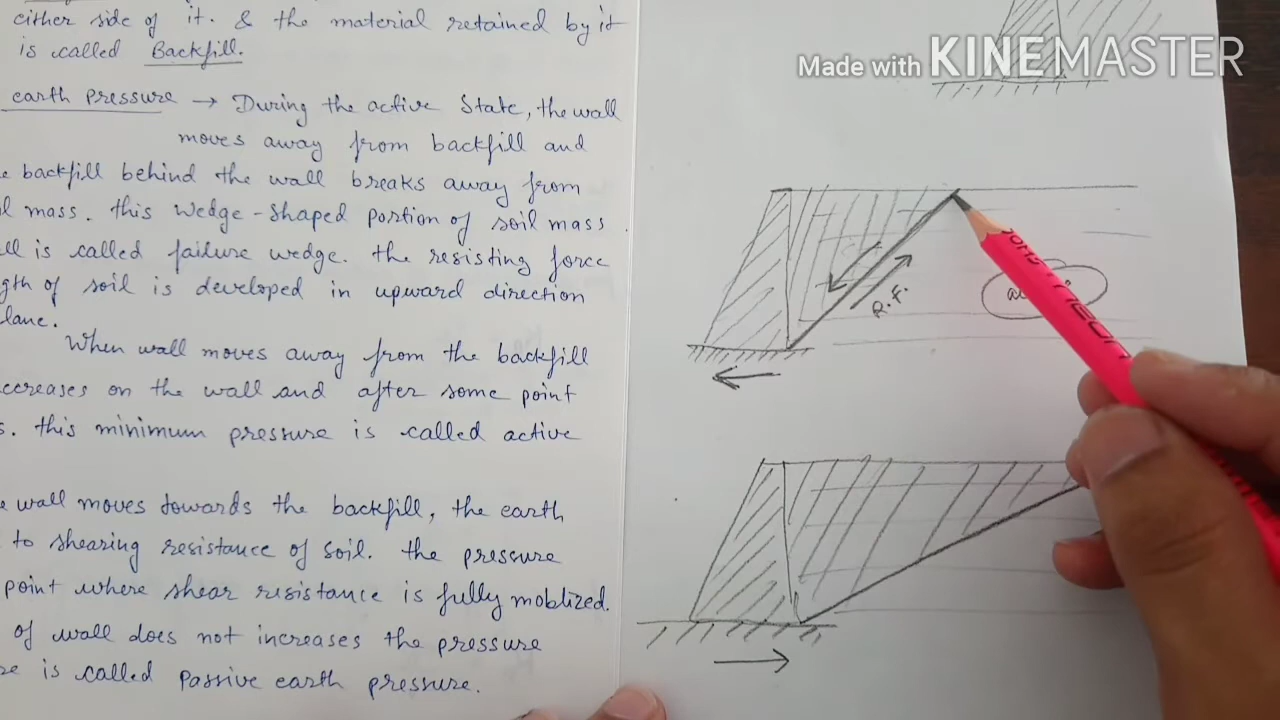 either side of it. & the material retained by it
is called Backfill.
earth pressure → During the active state, the wall
moves away from backfill and
backfill behind the wall breaks away from
mass. this wedge-shaped portion of soil mass
is called failure wedge. the resisting force
of soil is developed in upward direction
When wall moves away from the backfill
on the wall and after some point
this minimum pressure is called active
wall moves towards the backfill, the earth
to shearing resistance of soil. the pressure
point where shear resistance is fully moblized.
of wall does not increases the pressure
is called Passive earth pressure.
Made with KINEMASTER
R.F.